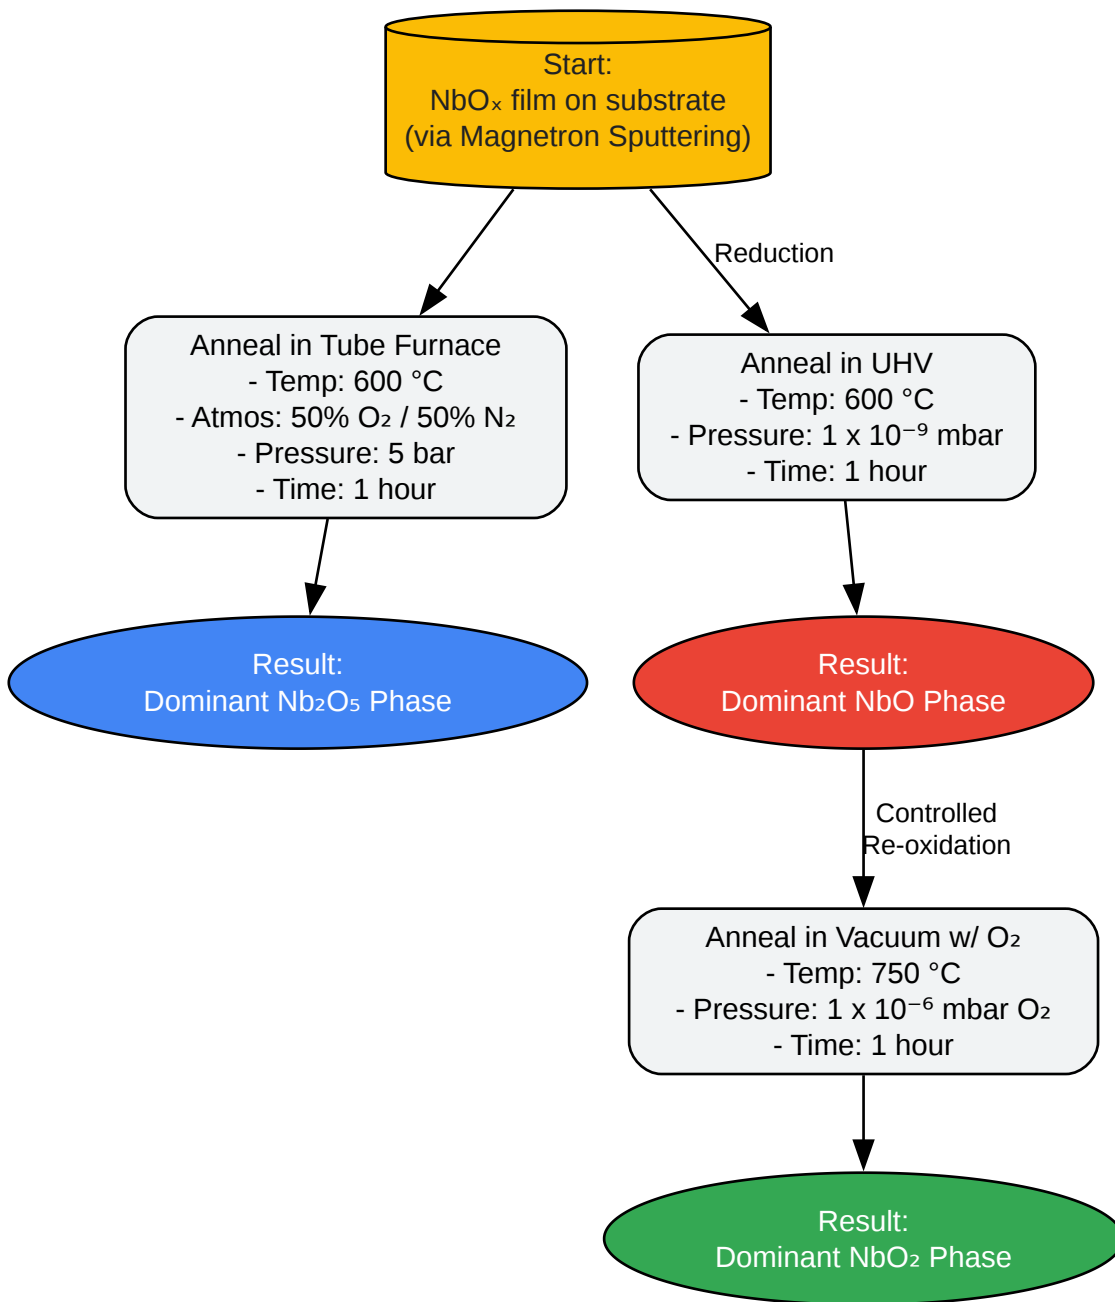 Start:
NbOₓ film on substrate
(via Magnetron Sputtering)
Reduction
Anneal in Tube Furnace
- Temp: 600 °C
- Atmos: 50% O₂ / 50% N₂
- Pressure: 5 bar
- Time: 1 hour
Anneal in UHV
- Temp: 600 °C
- Pressure: 1 x 10⁻⁹ mbar
- Time: 1 hour
Result:
Dominant Nb₂O₅ Phase
Result:
Dominant NbO Phase
Controlled
Re-oxidation
Anneal in Vacuum w/ O₂
- Temp: 750 °C
- Pressure: 1 x 10⁻⁶ mbar O₂
- Time: 1 hour
Result:
Dominant NbO₂ Phase